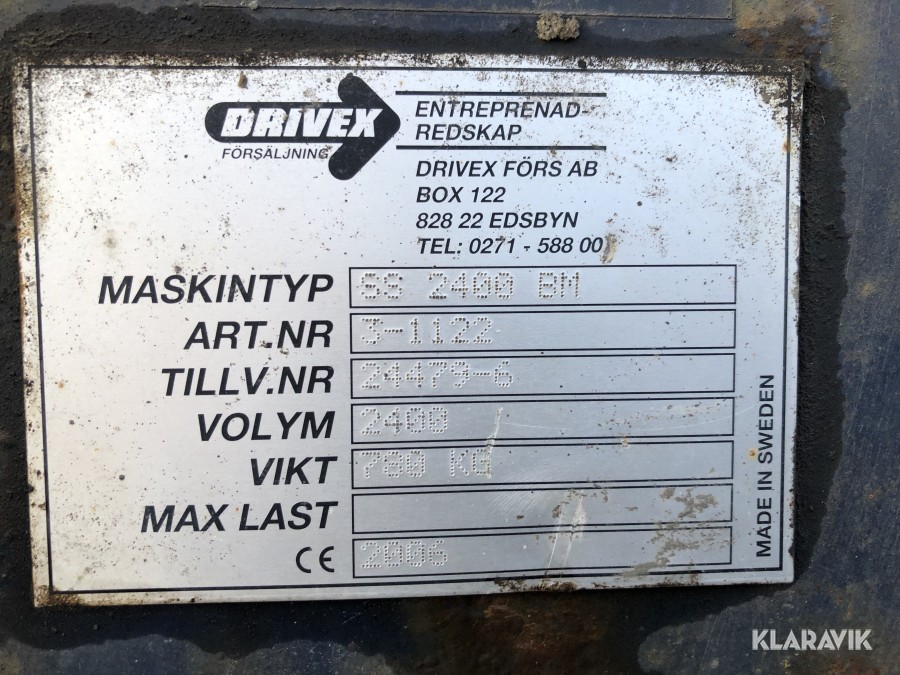 DRIVEX
FÖRSÄLJNING
ENTREPRENAD-
REDSKAP
DRIVEX FÖRS AB
BOX 122
828 22 EDSBYN
TEL: 0271 - 588 00
MASKINTYP 2400 BM
ART.NR 3-1122
TILLV.NR 24479-6
VOLYM 2400
VIKT 780 KG
MAX LAST
CE 2006
MADE IN SWEDEN
KLARAVIK